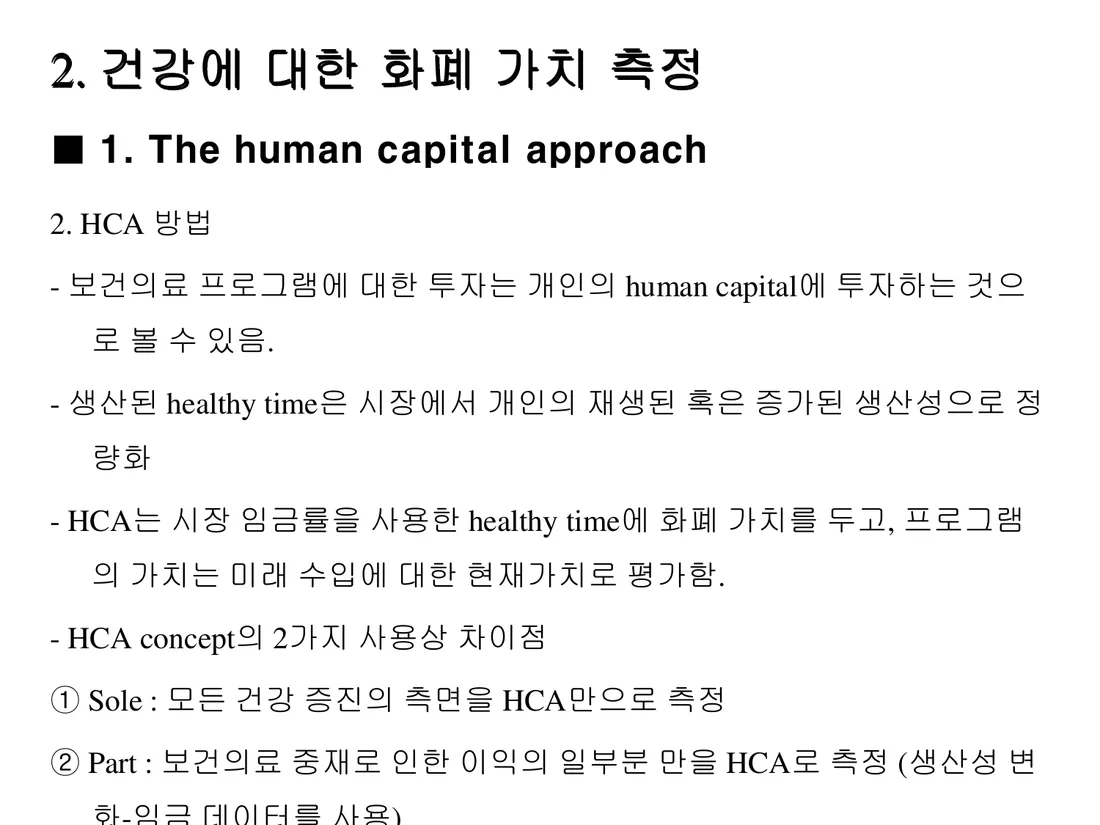 2. 건강에 대한 화폐 가치 측정
■ 1. The human capital approach
2. HCA 방법
- 보건의료 프로그램에 대한 투자는 개인의 human capital에 투자하는 것으
로 볼 수 있음.
- 생산된 healthy time은 시장에서 개인의 재생된 혹은 증가된 생산성으로 정
량화
- HCA는 시장 임금률을 사용한 healthy time에 화폐 가치를 두고, 프로그램
의 가치는 미래 수입에 대한 현재가치로 평가함.
- HCA concept의 2가지 사용상 차이점
① Sole : 모든 건강 증진의 측면을 HCA만으로 측정
② Part : 보건의료 중재로 인한 이익의 일부분 만을 HCA로 측정 (생산성 변
화-임금 데이터를 사용)